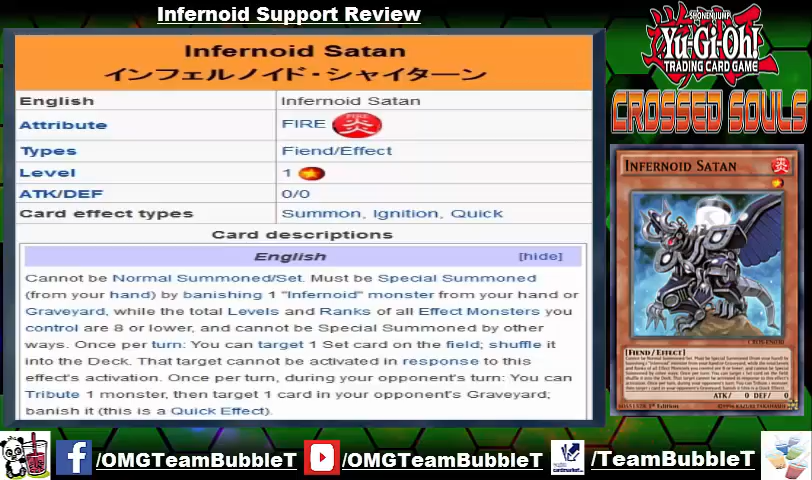 Infernoid Support Review
Infernoid Satan
インフェルノイド・シャイターン
English Infernoid Satan
Attribute FIRE FIRE 炎
Types Fiend/Effect
Level 1
ATK/DEF 0/0
Card effect types Summon, Ignition, Quick
Card descriptions
English [hide]
Cannot be Normal Summoned/Set. Must be Special Summoned
(from your hand) by banishing 1 "Infernoid" monster from your hand or
Graveyard, while the total Levels and Ranks of all Effect Monsters you
control are 8 or lower, and cannot be Special Summoned by other
ways. Once per turn: You can target 1 Set card on the field; shuffle it
into the Deck. That target cannot be activated in response to this
effect's activation. Once per turn, during your opponent's turn: You can
Tribute 1 monster, then target 1 card in your opponent's Graveyard;
banish it (this is a Quick Effect).
SHONEN JUMP
Yu-Gi-Oh!
TRADING CARD GAME
CROSSED SOULS
INFERNOID SATAN
CROS-EN030
[FIEND/EFFECT]
ATK/ 0 DEF/ 0
1st Edition
/OMGTeamBubbleT
/OMGTeamBubbleT
cardmarket
/TeamBubbleT